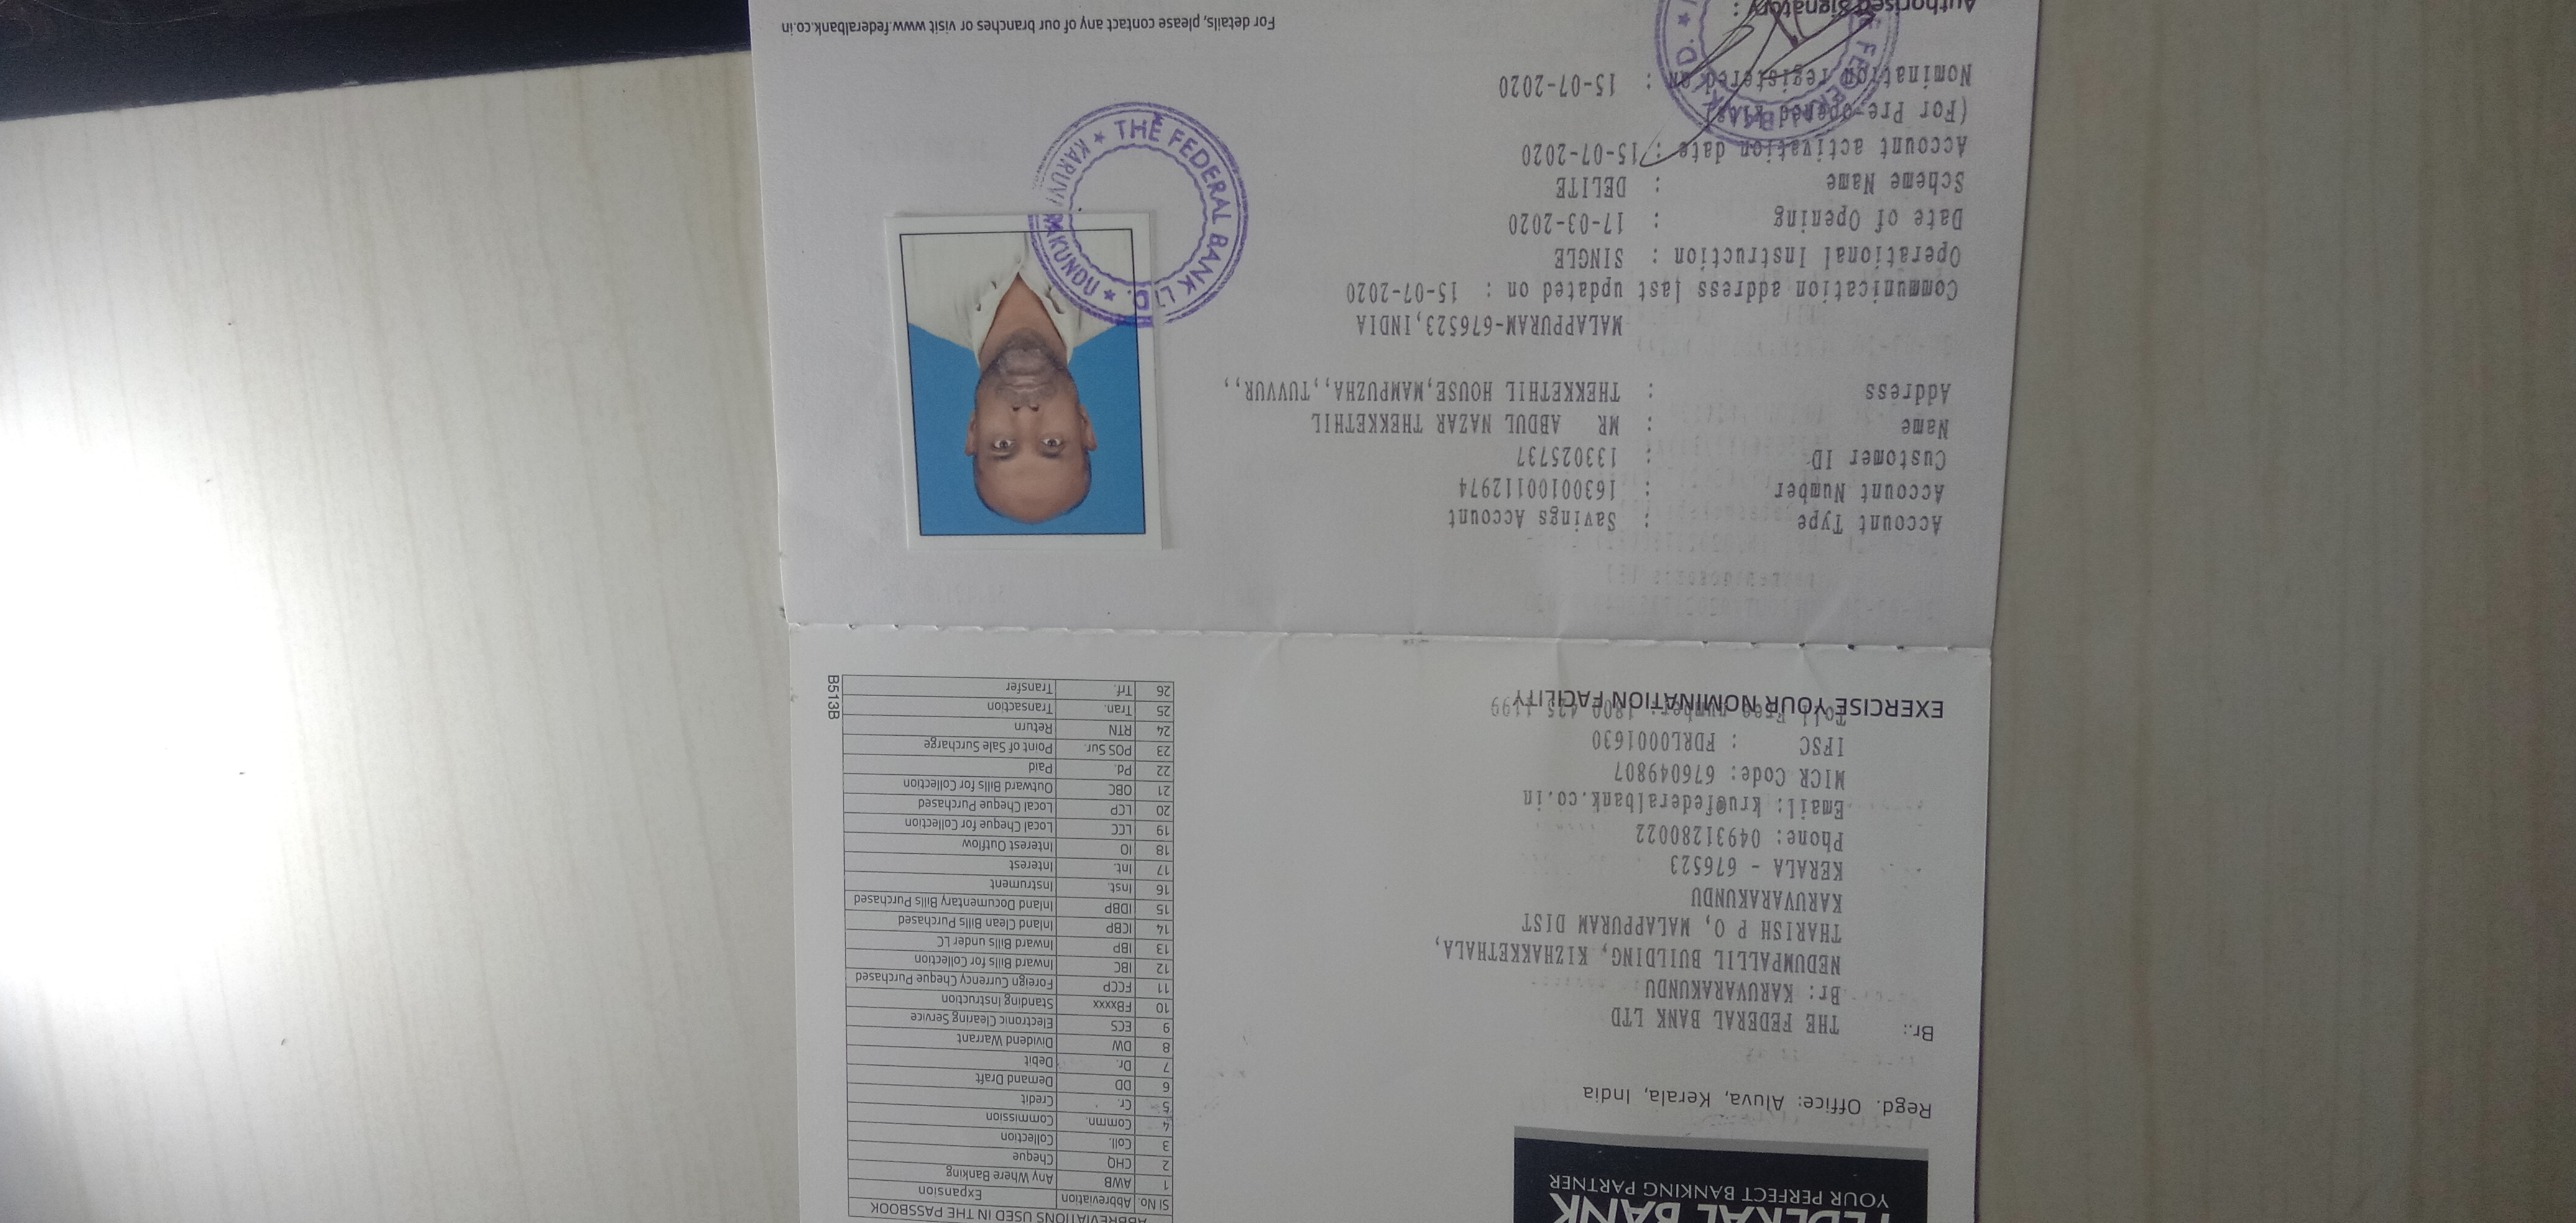 FEDERAL BANK
YOUR PERFECT BANKING PARTNER
Regd. Office: Aluva, Kerala, India
Br.:
THE FEDERAL BANK LTD
Br: KARUVARAKUNDU
NEDUMPALLIL BUILDING, KIZHAKKETHALA,
THARISH P O, MALAPPURAM DIST
KARUVARAKUNDU
KERALA - 676523
Phone: 04931280022
Email: kru@federalbank.co.in
MICR Code: 676049807
IFSC : FDRL0001630
Toll Free number: 1800 425 1199
EXERCISE YOUR NOMINATION FACILITY
ABBREVIATIONS USED IN THE PASSBOOK
Sl No. Abbreviation Expansion
1 AWB Any Where Banking
2 CHQ Cheque
3 Coll. Collection
4 Commn. Commission
5 Cr. Credit
6 DD Demand Draft
7 Dr. Debit
8 DW Dividend Warrant
9 ECS Electronic Clearing Service
10 FBxxxx Standing Instruction
11 FCCP Foreign Currency Cheque Purchased
12 IBC Inward Bills for Collection
13 IBP Inward Bills under LC
14 ICBP Inland Clean Bills Purchased
15 IDBP Inland Documentary Bills Purchased
16 Inst. Instrument
17 Int. Interest
18 IO Interest Outflow
19 LCC Local Cheque for Collection
20 LCP Local Cheque Purchased
21 OBC Outward Bills for Collection
22 Pd. Paid
23 POS Sur. Point of Sale Surcharge
24 RTN Return
25 Tran. Transaction
26 Trf. Transfer
B513B
Account Type : Savings Account
Account Number : 16300100112974
Customer ID : 133025737
Name : MR ABDUL NAZAR THEKKETHIL
Address : THEKKETHIL HOUSE,MAMPUZHA,,TUVVUR,,
MALAPPURAM-676523,INDIA
Communication address last updated on : 15-07-2020
Operational Instruction : SINGLE
Date of Opening : 17-03-2020
Scheme Name : DELITE
Account activation date : 15-07-2020
(For Pre-opened kits)
Nomination registered on : 15-07-2020
Authorised Signatory :
THE FEDERAL BANK LTD. ★ KARUVARAKUNDU ★
FEDERAL BANK LTD. ★
For details, please contact any of our branches or visit www.federalbank.co.in